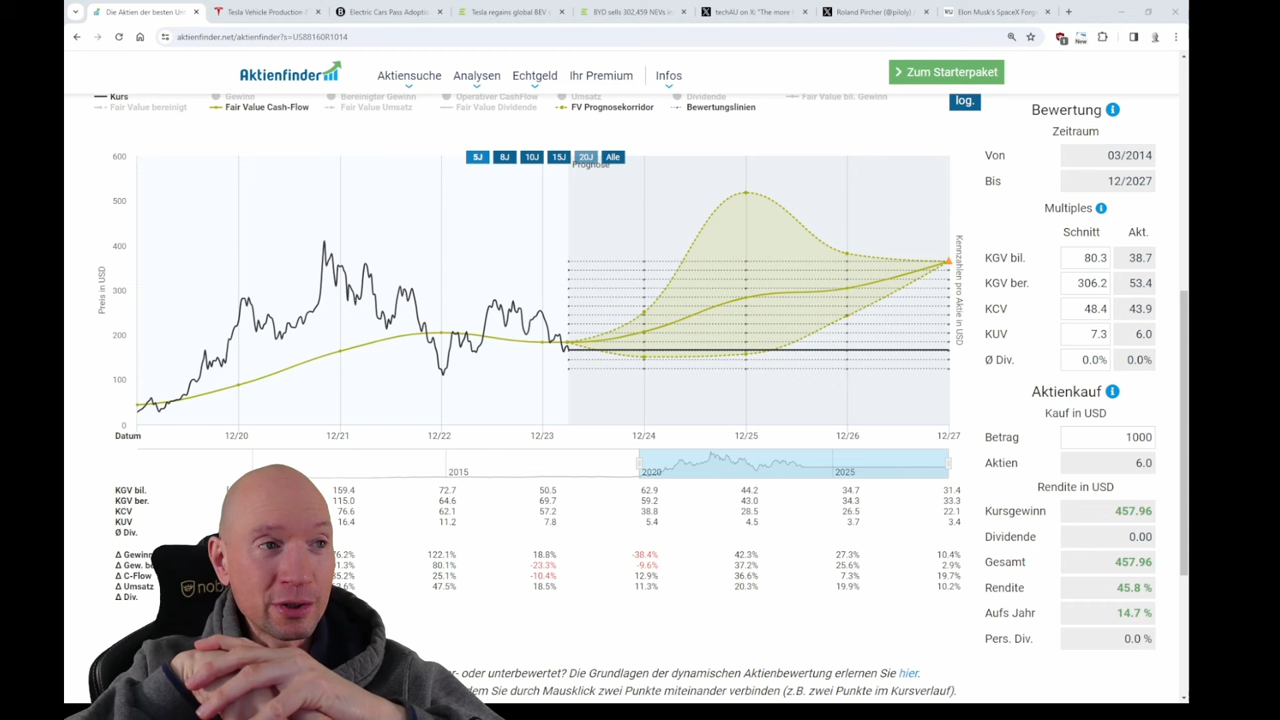 Die Aktien der besten Un
Tesla Vehicle Production
Electric Cars Pass Adoptio
Tesla regains global BEV
BYD sells 302,459 NEVs in
techAU on X: "The more
Roland Pircher (@piloly) /
Elon Musk's SpaceX Forg
aktienfinder.net/aktienfinder?s=US88160R1014
New
Aktienfinder
Aktiensuche
Analysen
Echtgeld
Ihr Premium
Infos
Zum Starterpaket
Kurs
Gewinn
Bereinigter Gewinn
Operativer CashFlow
Umsatz
Dividende
Fair Value bil. Gewinn
Fair Value bereinigt
Fair Value Cash-Flow
Fair Value Umsatz
Fair Value Dividende
FV Prognosekorridor
Bewertungslinien
log.
5J 8J 10J 15J 20J Alle
Prognose
600
500
400
300
200
100
0
Preis in USD
Kennzahlen pro Aktie in USD
Datum 12/20 12/21 12/22 12/23 12/24 12/25 12/26 12/27
2015 2020 2025
KGV bil. 159.4 72.7 50.5 62.9 44.2 34.7 31.4
KGV ber. 115.0 64.6 69.7 59.2 43.0 34.3 33.3
KCV 76.6 62.1 57.2 38.8 28.5 26.5 22.1
KUV 16.4 11.2 7.8 5.4 4.5 3.7 3.4
Ø Div.
Δ Gewinn 122.1% 18.8% -38.4% 42.3% 27.3% 10.4%
Δ Gew. be 80.1% -23.3% -9.6% 37.2% 25.6% 2.9%
Δ C-Flow 25.1% -10.4% 12.9% 36.6% 7.3% 19.7%
Δ Umsatz 47.5% 18.5% 11.3% 20.3% 19.9% 10.2%
Δ Div.
er- oder unterbewertet? Die Grundlagen der dynamischen Aktienbewertung erlernen Sie hier.
dem Sie durch Mausklick zwei Punkte miteinander verbinden (z.B. zwei Punkte im Kursverlauf).
Bewertung
Zeitraum
Von 03/2014
Bis 12/2027
Multiples
Schnitt Akt.
KGV bil. 80.3 38.7
KGV ber. 306.2 53.4
KCV 48.4 43.9
KUV 7.3 6.0
Ø Div. 0.0% 0.0%
Aktienkauf
Kauf in USD
Betrag 1000
Aktien 6.0
Rendite in USD
Kursgewinn 457.96
Dividende 0.00
Gesamt 457.96
Rendite 45.8 %
Aufs Jahr 14.7 %
Pers. Div. 0.0 %
nob